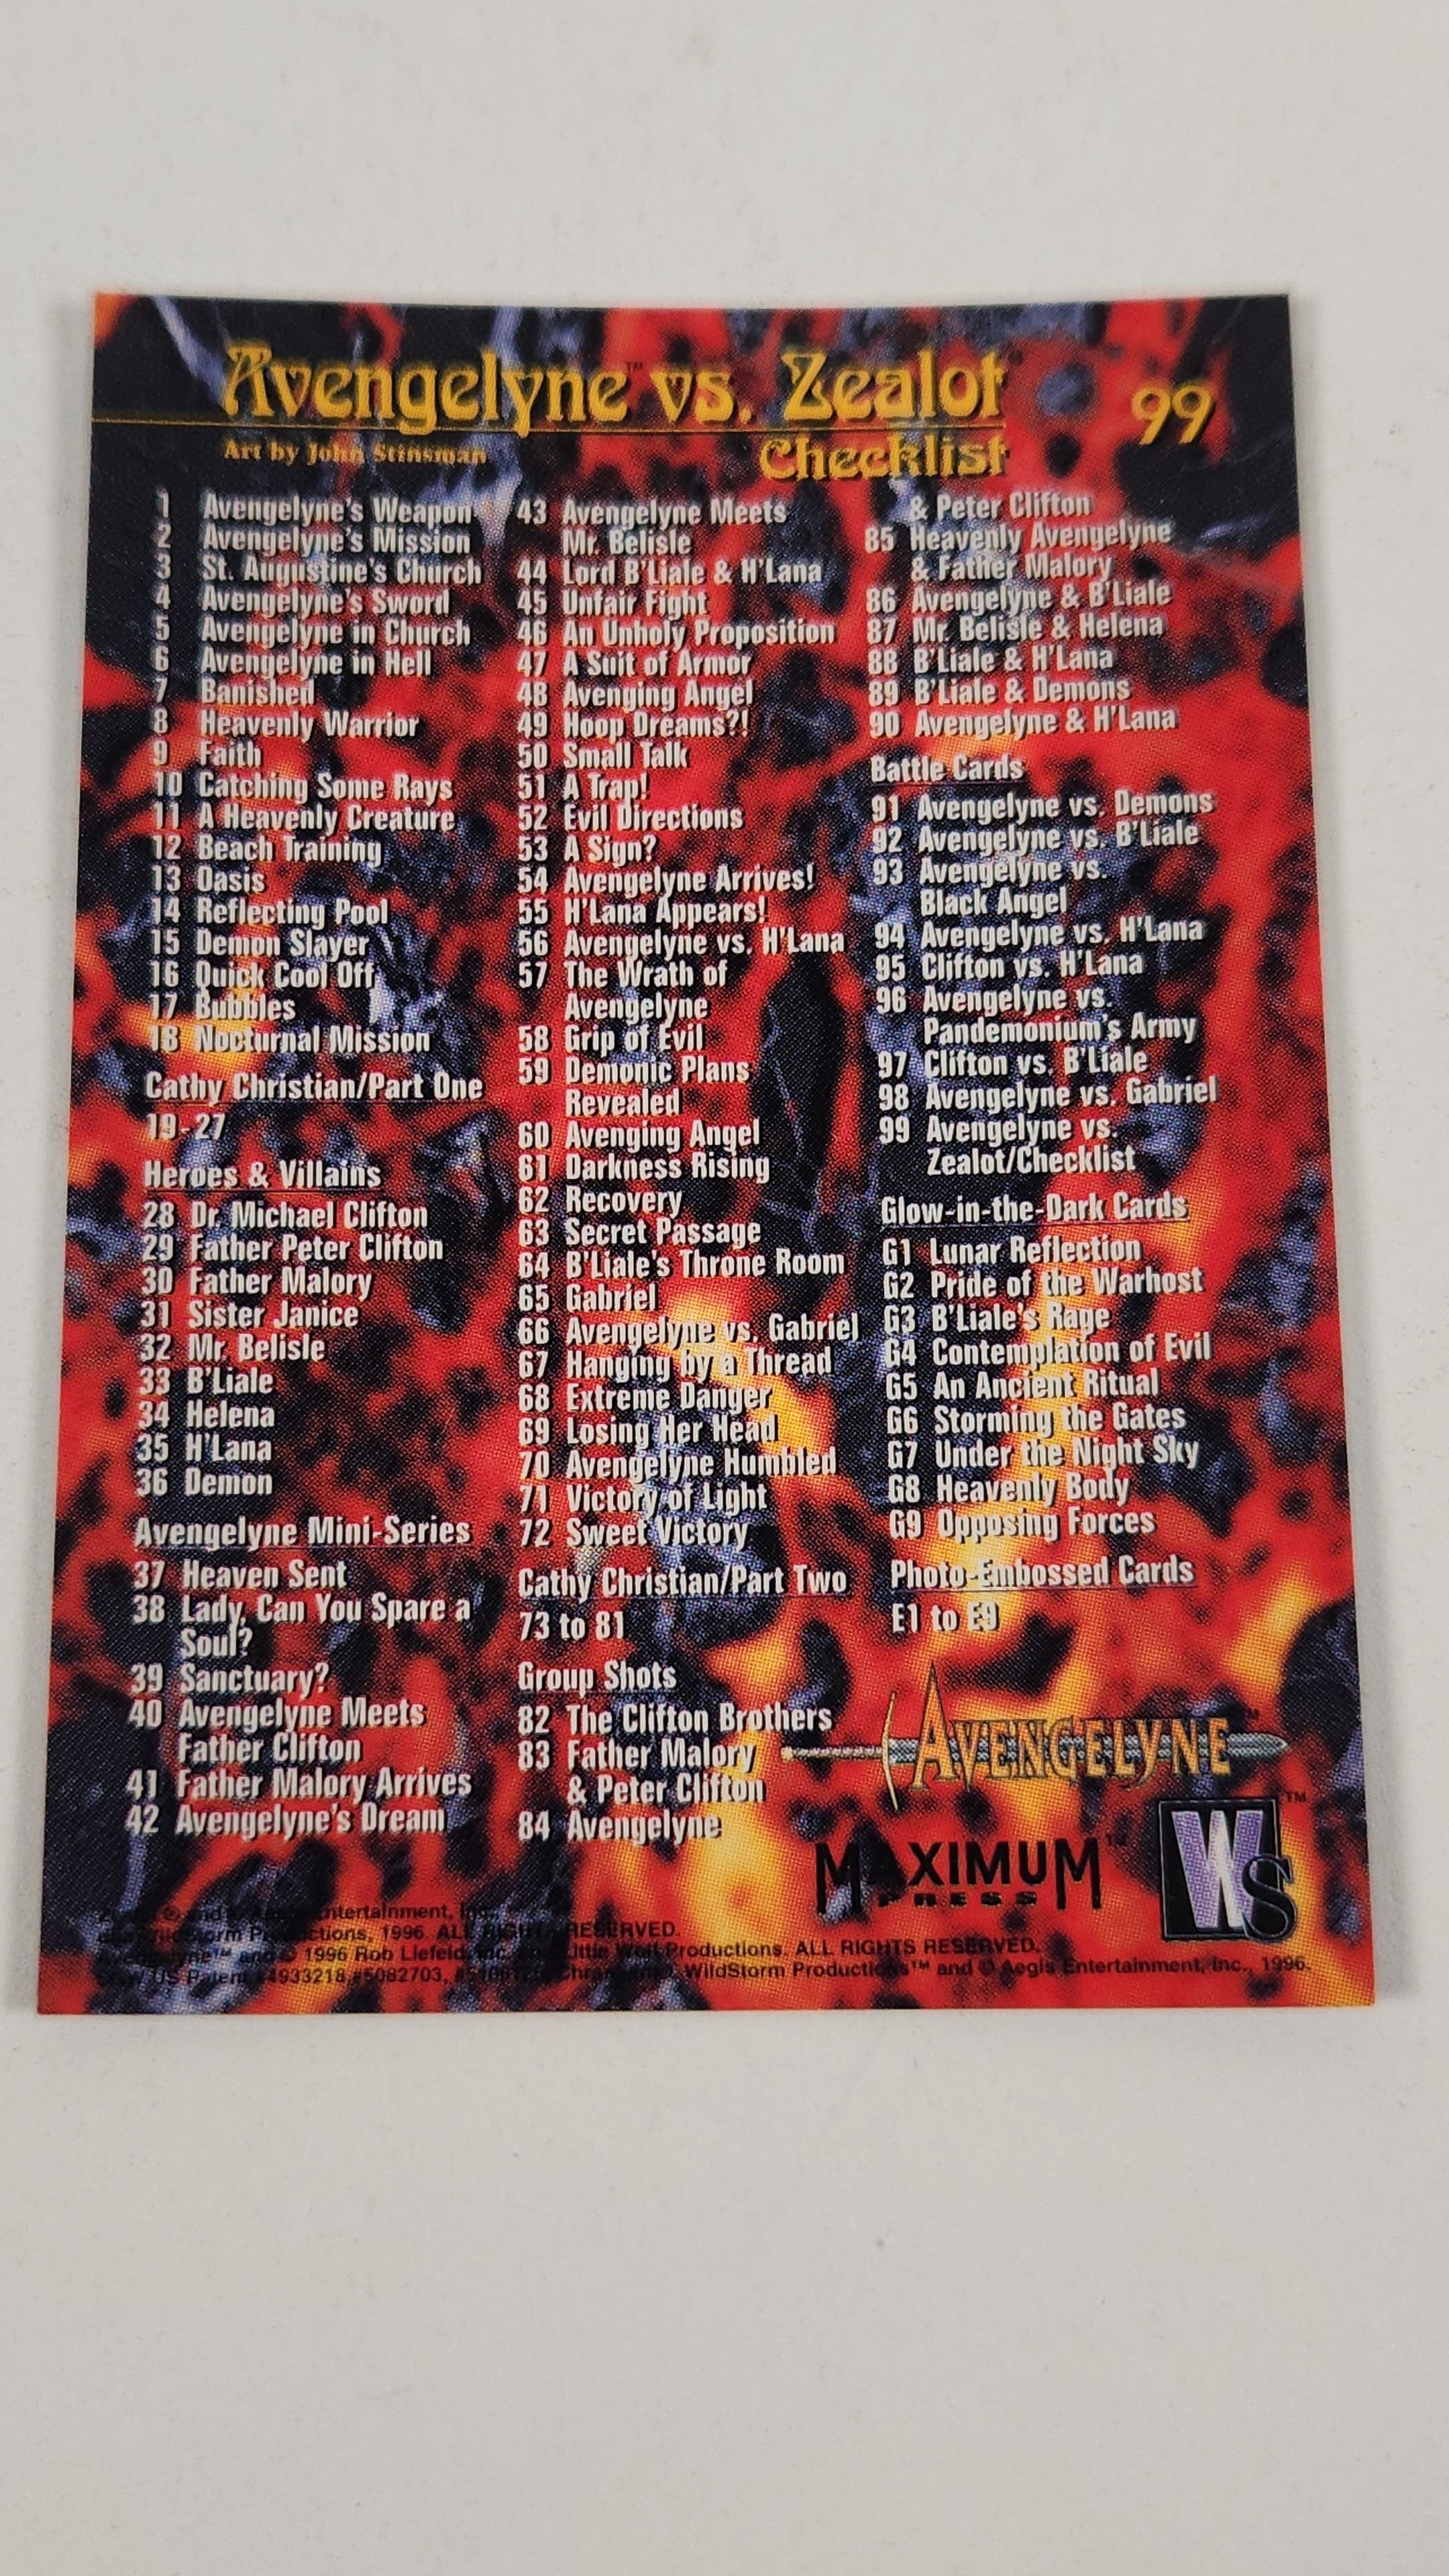 Avengelyne™ vs. Zealot
99
Art by John Stinsman
Checklist
1 Avengelyne's Weapon
2 Avengelyne's Mission
3 St. Augustine's Church
4 Avengelyne's Sword
5 Avengelyne in Church
6 Avengelyne in Hell
7 Banished
8 Heavenly Warrior
9 Faith
10 Catching Some Rays
11 A Heavenly Creature
12 Beach Training
13 Oasis
14 Reflecting Pool
15 Demon Slayer
16 Quick Cool Off
17 Bubbles
18 Nocturnal Mission
Cathy Christian/Part One
19-27
Heroes & Villains
28 Dr. Michael Clifton
29 Father Peter Clifton
30 Father Malory
31 Sister Janice
32 Mr. Belisle
33 B'Liale
34 Helena
35 H'Lana
36 Demon
Avengelyne Mini-Series
37 Heaven Sent
38 Lady, Can You Spare a
Soul?
39 Sanctuary?
40 Avengelyne Meets
Father Clifton
41 Father Malory Arrives
42 Avengelyne's Dream
43 Avengelyne Meets
Mr. Belisle
44 Lord B'Liale & H'Lana
45 Unfair Fight
46 An Unholy Proposition
47 A Suit of Armor
48 Avenging Angel
49 Hoop Dreams?!
50 Small Talk
51 A Trap!
52 Evil Directions
53 A Sign?
54 Avengelyne Arrives!
55 H'Lana Appears!
56 Avengelyne vs. H'Lana
57 The Wrath of
Avengelyne
58 Grip of Evil
59 Demonic Plans
Revealed
60 Avenging Angel
61 Darkness Rising
62 Recovery
63 Secret Passage
64 B'Liale's Throne Room
65 Gabriel
66 Avengelyne vs. Gabriel
67 Hanging by a Thread
68 Extreme Danger
69 Losing Her Head
70 Avengelyne Humbled
71 Victory of Light
72 Sweet Victory
Cathy Christian/Part Two
73 to 81
Group Shots
82 The Clifton Brothers
83 Father Malory
& Peter Clifton
84 Avengelyne
& Peter Clifton
85 Heavenly Avengelyne
& Father Malory
86 Avengelyne & B'Liale
87 Mr. Belisle & Helena
88 B'Liale & H'Lana
89 B'Liale & Demons
90 Avengelyne & H'Lana
Battle Cards
91 Avengelyne vs. Demons
92 Avengelyne vs. B'Liale
93 Avengelyne vs.
Black Angel
94 Avengelyne vs. H'Lana
95 Clifton vs. H'Lana
96 Avengelyne vs.
Pandemonium's Army
97 Clifton vs. B'Liale
98 Avengelyne vs. Gabriel
99 Avengelyne vs.
Zealot/Checklist
Glow-in-the-Dark Cards
G1 Lunar Reflection
G2 Pride of the Warhost
G3 B'Liale's Rage
G4 Contemplation of Evil
G5 An Ancient Ritual
G6 Storming the Gates
G7 Under the Night Sky
G8 Heavenly Body
G9 Opposing Forces
Photo-Embossed Cards
E1 to E9
AVENGELYNE™
MAXIMUM™
PRESS
WS™
Entertainment, Inc.
WildStorm Productions, 1996. ALL RIGHTS RESERVED.
Avengelyne™ and © 1996 Rob Liefeld, Inc. and Little Wolf Productions. ALL RIGHTS RESERVED.
US Patent #4933218, #5082703, WildStorm Productions™ and © Aegis Entertainment, Inc., 1996.